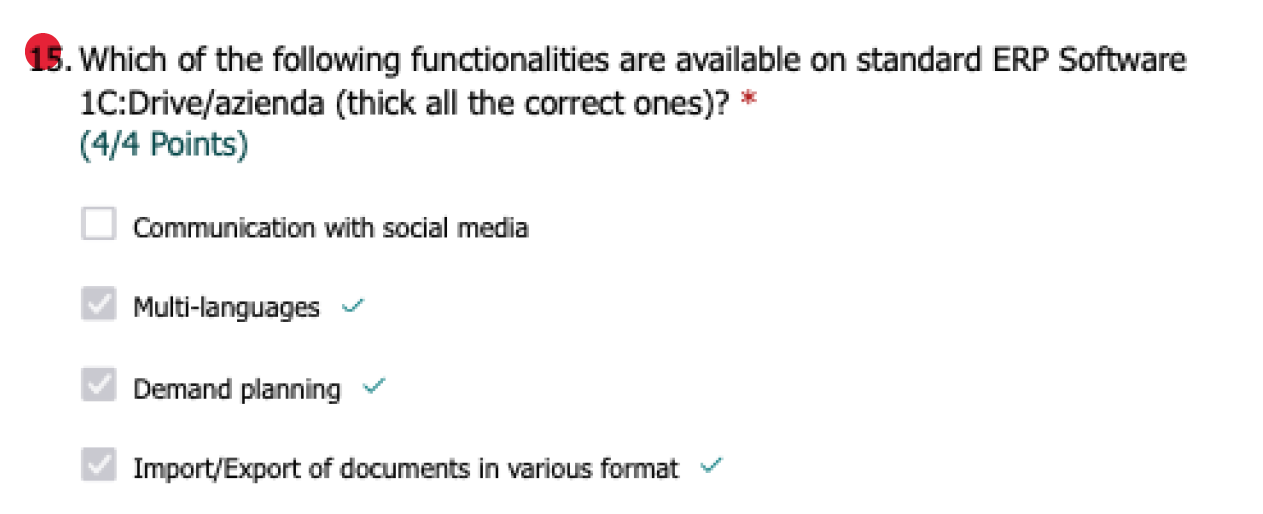 15. Which of the following functionalities are available on standard ERP Software
1C:Drive/azienda (thick all the correct ones)? *
(4/4 Points)
Communication with social media
Multi-languages
Demand planning
Import/Export of documents in various format